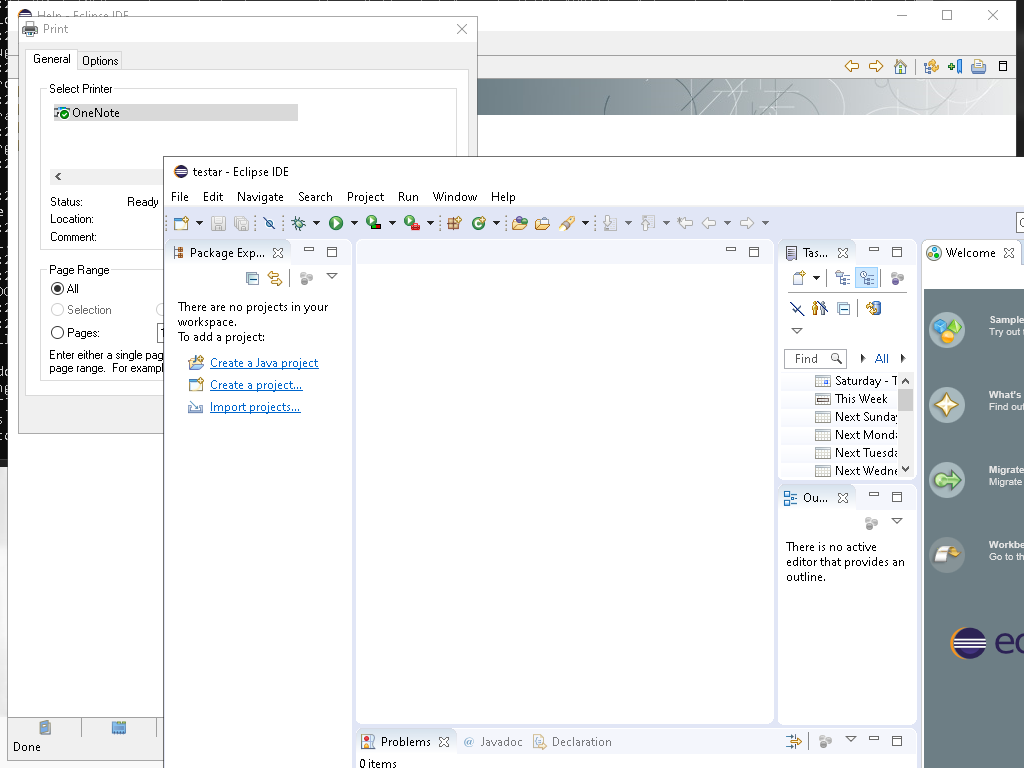 Help - Eclipse IDE
Print
General
Options
Select Printer
OneNote
Status: Ready
Location:
Comment:
Page Range
All
Selection
Pages:
Enter either a single pag
page range. For exampl
Done
testar - Eclipse IDE
File Edit Navigate Search Project Run Window Help
Package Exp...
There are no projects in your
workspace.
To add a project:
Create a Java project
Create a project...
Import projects...
Tas...
Find
All
Saturday - T
This Week
Next Sunday
Next Monda
Next Tuesda
Next Wedne
Ou...
There is no active
editor that provides an
outline.
Welcome
Sample
Try out
What's
Find out
Migrate
Migrate
Workbe
Go to th
ec
Problems
@ Javadoc
Declaration
0 items